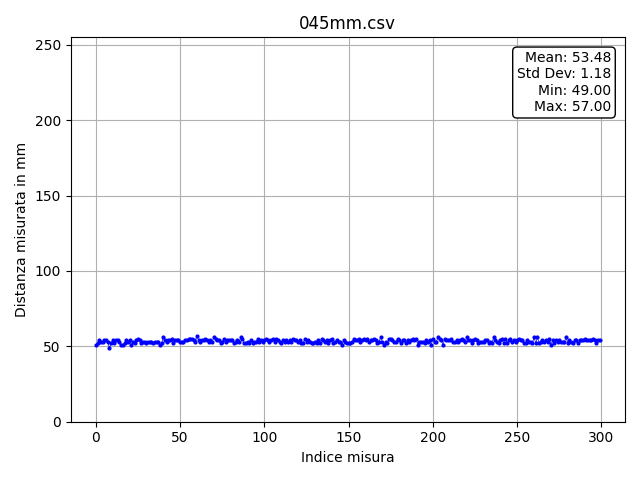 045mm.csv
Mean: 53.48
Std Dev: 1.18
Min: 49.00
Max: 57.00
Distanza misurata in mm
250
200
150
100
50
0
0 50 100 150 200 250 300
Indice misura